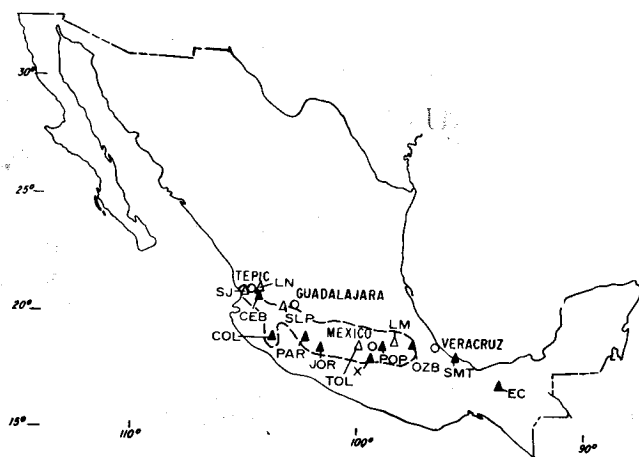 30°
25°
TEPIC
LN
SJ
GUADALAJARA
20°
CEB
SLP
MEXICO
LM
VERACRUZ
COL
PAR
JOR
TOL
X
POP
OZB
SMT
EC
15°
110°
100°
90°